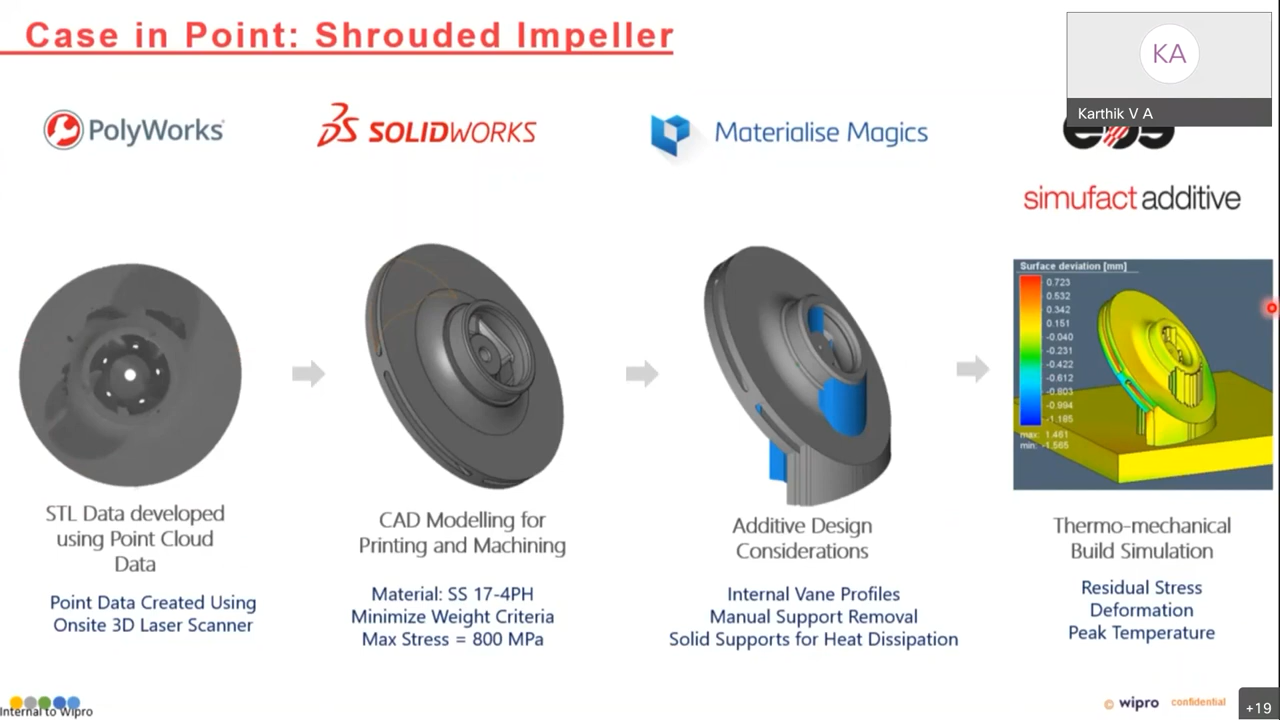 Case in Point: Shrouded Impeller
KA
Karthik V A
PolyWorks®
3S SOLIDWORKS
Materialise Magics
eos
simufact additive
Surface deviation [mm]
0.723
0.532
0.342
0.151
-0.040
-0.231
-0.422
-0.612
-0.803
-0.994
-1.185
max: 1.461
min: -1.565
STL Data developed
using Point Cloud
Data
Point Data Created Using
Onsite 3D Laser Scanner
CAD Modelling for
Printing and Machining
Material: SS 17-4PH
Minimize Weight Criteria
Max Stress = 800 MPa
Additive Design
Considerations
Internal Vane Profiles
Manual Support Removal
Solid Supports for Heat Dissipation
Thermo-mechanical
Build Simulation
Residual Stress
Deformation
Peak Temperature
Internal to Wipro
© wipro confidential
+19